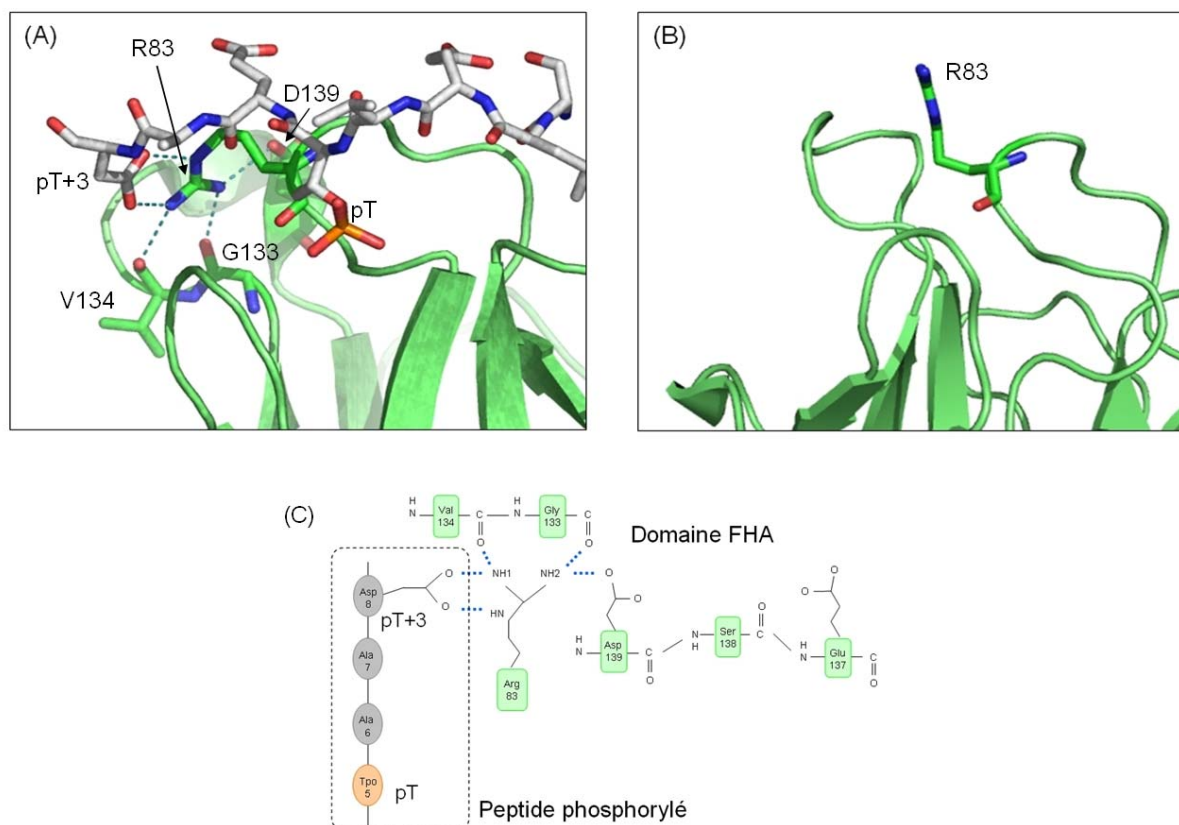 (A)
R83
D139
pT+3
pT
G133
V134
(B)
R83
(C)
H
N
Val
134
C
O
H
N
Gly
133
C
O
Domaine FHA
Asp
8
pT+3
O
O
NH1
NH2
HN
O
O
O
O
Ala
7
H
N
Asp
139
C
O
N
H
Ser
138
C
O
N
H
Glu
137
C
O
Arg
83
Ala
6
Tpo
5
pT
Peptide phosphorylé